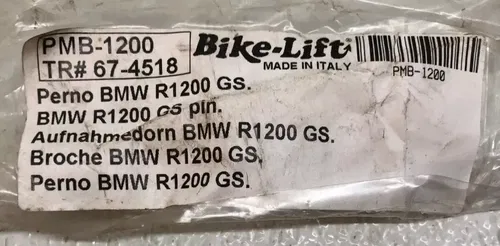 PMB-1200
TR# 67-4518
Bike-Lift
MADE IN ITALY
PMB-1200
Perno BMW R1200 GS.
BMW R1200 GS pin.
Aufnahmedorn BMW R1200 GS.
Broche BMW R1200 GS.
Perno BMW R1200 GS.